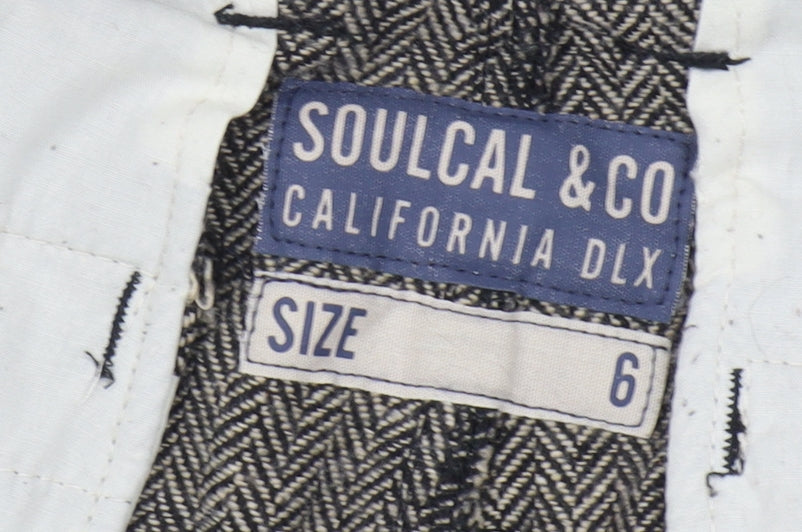 SOULCAL & CO
CALIFORNIA DLX
SIZE 6